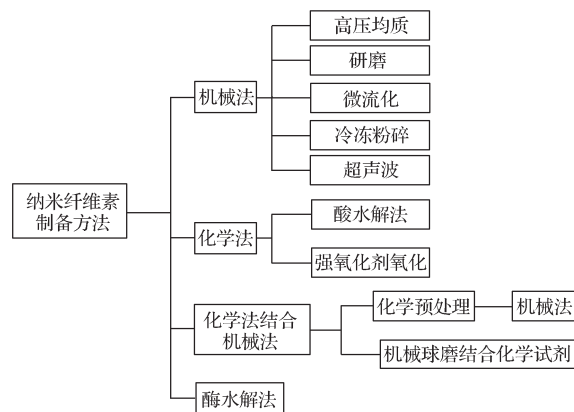 纳米纤维素
制备方法
机械法
高压均质
研磨
微流化
冷冻粉碎
超声波
化学法
酸水解法
强氧化剂氧化
化学法结合
机械法
化学预处理
机械法
机械球磨结合化学试剂
酶水解法